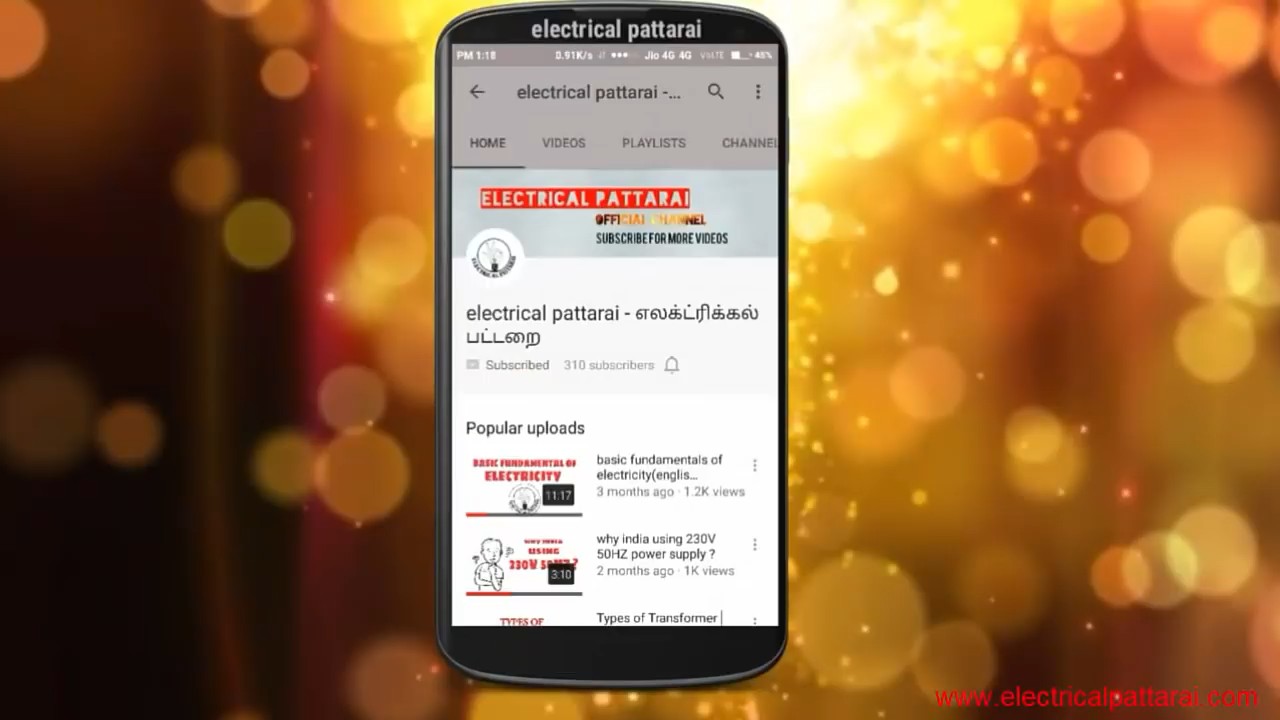 electrical pattarai
PM 1:18 0.91K/s Jio 4G 4G VoLTE 45%
electrical pattarai -...
HOME VIDEOS PLAYLISTS CHANNEL
ELECTRICAL PATTARAI
OFFICIAL CHANNEL
SUBSCRIBE FOR MORE VIDEOS
ELECTRICAL PATTARAI
electrical pattarai - எலக்ட்ரிக்கல்
பட்டறை
Subscribed 310 subscribers
Popular uploads
BASIC FUNDAMENTAL OF
ELECTRICITY
11:17
basic fundamentals of
electricity(englis...
3 months ago · 1.2K views
WHY INDIA
USING
230V 50HZ ?
3:10
why india using 230V
50HZ power supply ?
2 months ago · 1K views
TYPES OF
Types of Transformer |
www.electricalpattarai.com